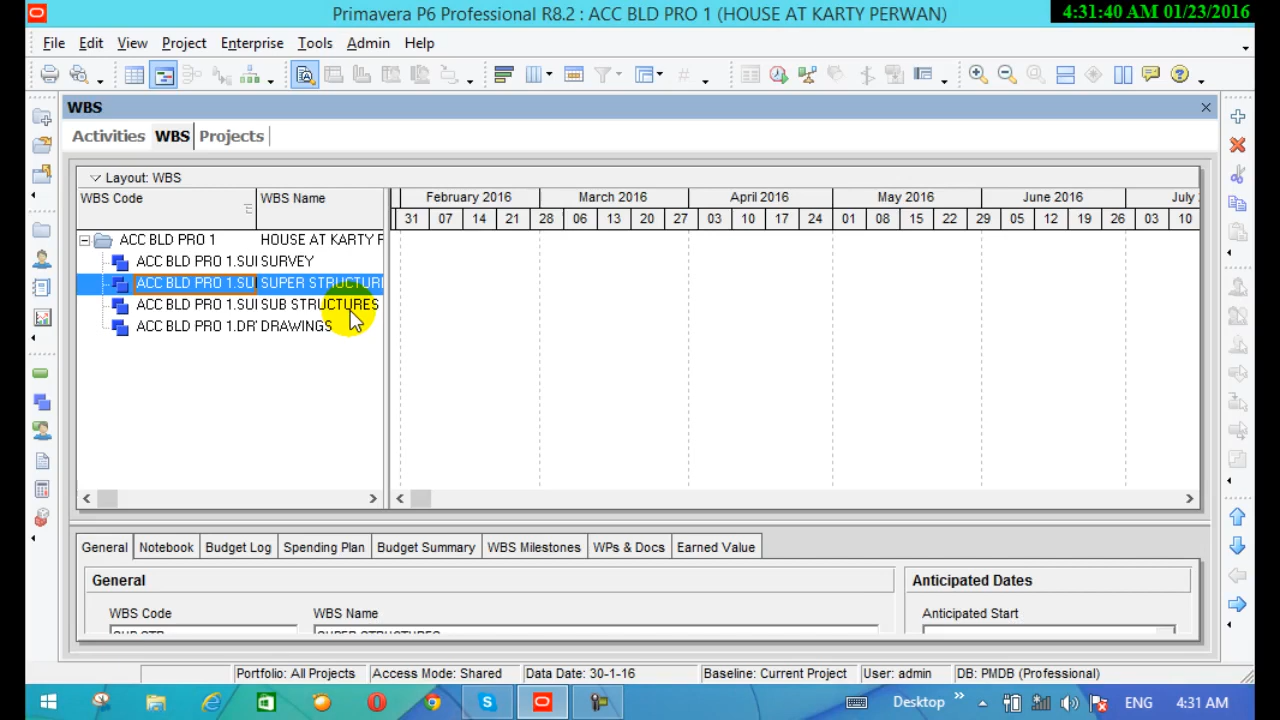 Primavera P6 Professional R8.2 : ACC BLD PRO 1 (HOUSE AT KARTY PERWAN)
4:31:40 AM 01/23/2016
File Edit View Project Enterprise Tools Admin Help
WBS
Activities WBS Projects
Layout: WBS
WBS Code WBS Name
February 2016 March 2016 April 2016 May 2016 June 2016 July
31 07 14 21 28 06 13 20 27 03 10 17 24 01 08 15 22 29 05 12 19 26 03 10
ACC BLD PRO 1 HOUSE AT KARTY P
ACC BLD PRO 1.SUI SURVEY
ACC BLD PRO 1.SU SUPER STRUCTURE
ACC BLD PRO 1.SUI SUB STRUCTURES
ACC BLD PRO 1.DR DRAWINGS
General Notebook Budget Log Spending Plan Budget Summary WBS Milestones WPs & Docs Earned Value
General Anticipated Dates
WBS Code WBS Name Anticipated Start
SUPER STRUCTURES
Portfolio: All Projects Access Mode: Shared Data Date: 30-1-16 Baseline: Current Project User: admin DB: PMDB (Professional)
Desktop ENG 4:31 AM